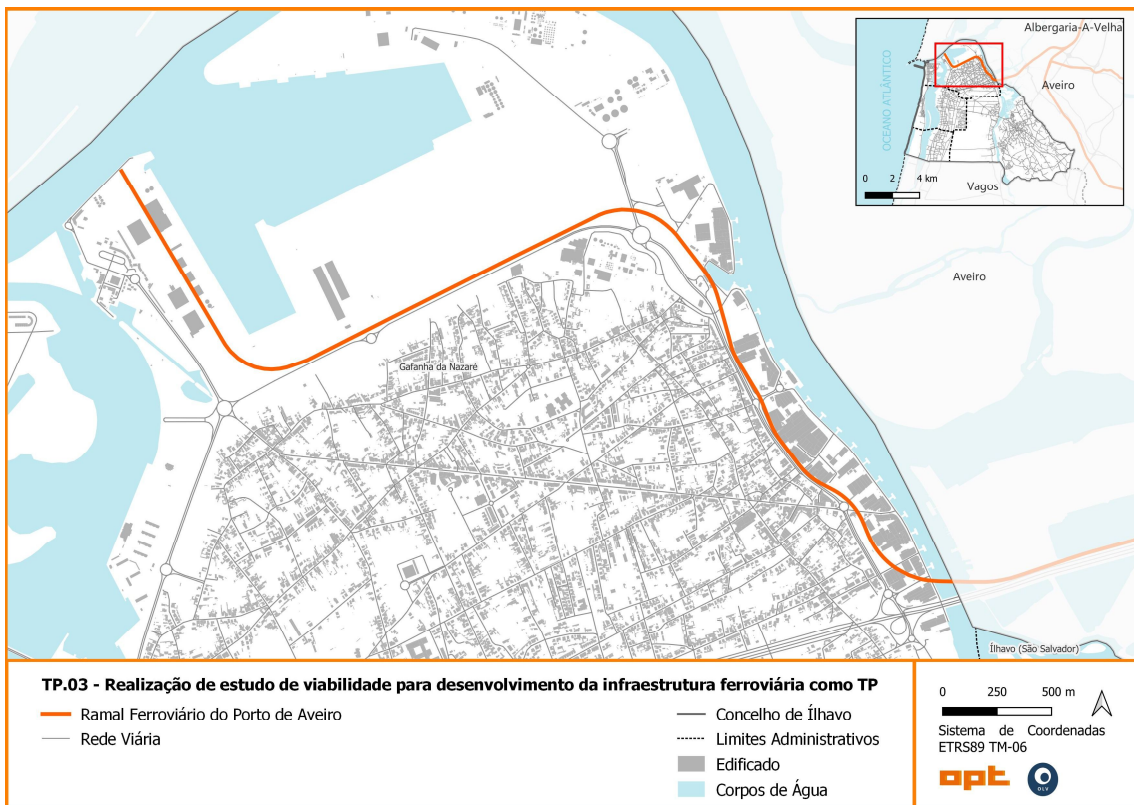 Albergaria-A-Velha
OCEANO ATLÂNTICO
Aveiro
0 2 4 km
Vagos
Aveiro
Gafanha da Nazaré
Ílhavo (São Salvador)
TP.03 - Realização de estudo de viabilidade para desenvolvimento da infraestrutura ferroviária como TP
Ramal Ferroviário do Porto de Aveiro
Rede Viária
Concelho de Ílhavo
Limites Administrativos
Edificado
Corpos de Água
0 250 500 m
Sistema de Coordenadas
ETRS89 TM-06
opt
OLV